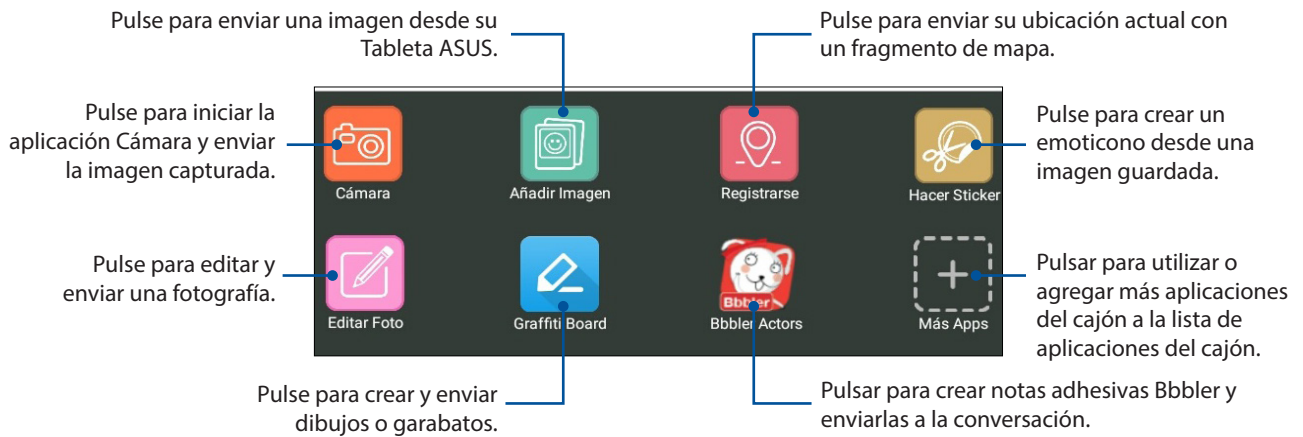 Pulse para enviar una imagen desde su
Tableta ASUS.
Pulse para enviar su ubicación actual con
un fragmento de mapa.
Pulse para iniciar la
aplicación Cámara y enviar
la imagen capturada.
Pulse para crear un
emoticono desde una
imagen guardada.
Cámara
Añadir Imagen
Registrarse
Hacer Sticker
Pulse para editar y
enviar una fotografía.
Bbbler
Pulsar para utilizar o
agregar más aplicaciones
del cajón a la lista de
aplicaciones del cajón.
Editar Foto
Graffiti Board
Bbbler Actors
Más Apps
Pulse para crear y enviar
dibujos o garabatos.
Pulsar para crear notas adhesivas Bbbler y
enviarlas a la conversación.